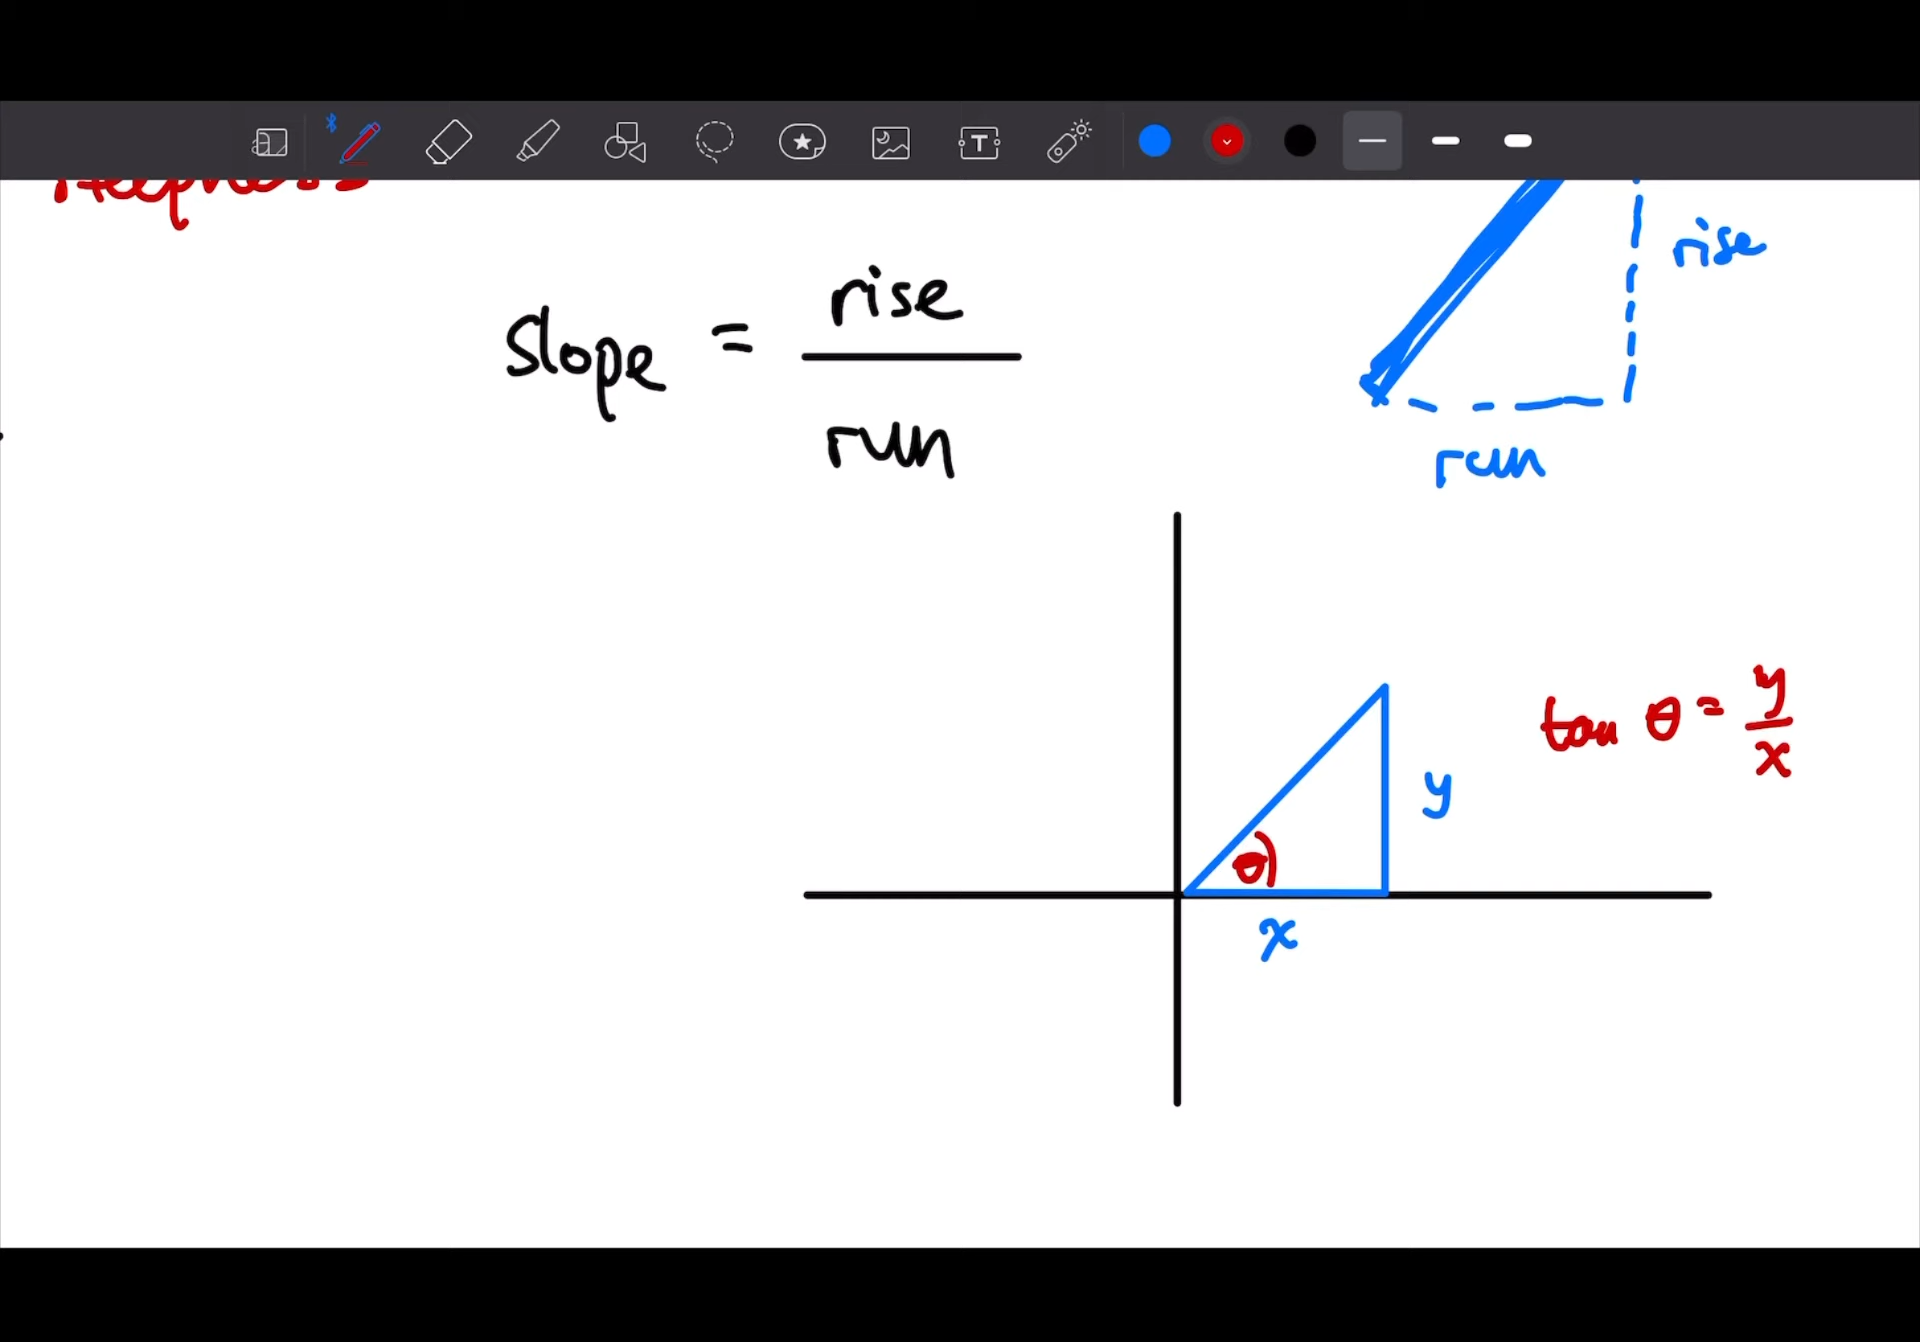 rise
slope = rise
run
run
tan θ = y
x
y
θ
x